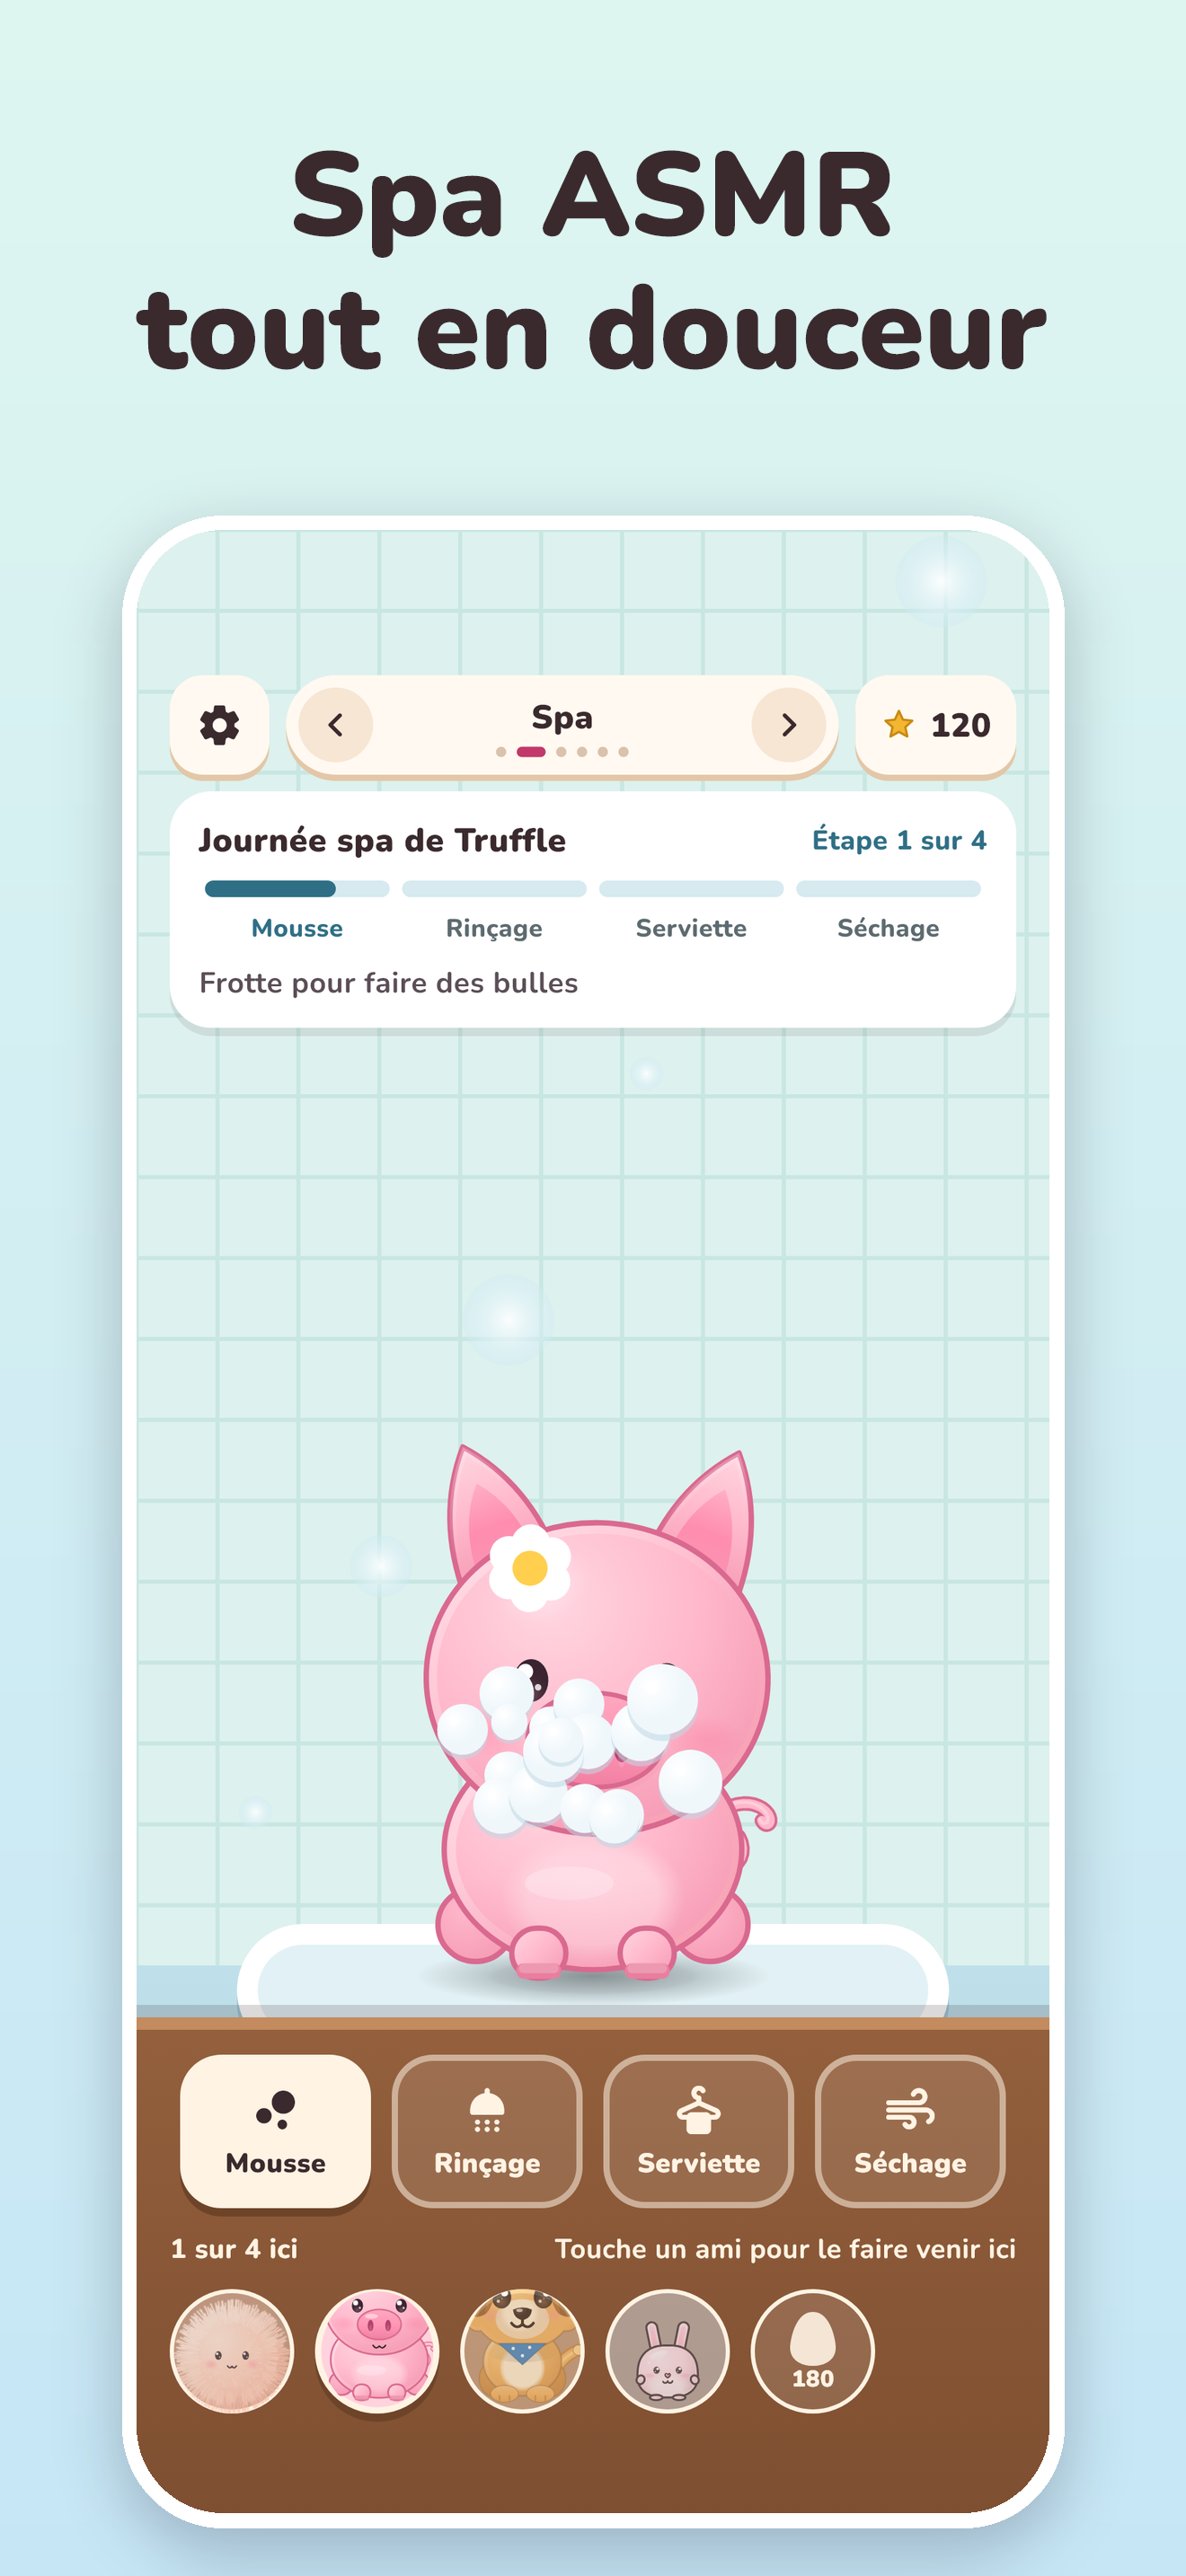 Spa ASMR
tout en douceur
Spa
120
Journée spa de Truffle
Étape 1 sur 4
Mousse
Rinçage
Serviette
Séchage
Frotte pour faire des bulles
Mousse
Rinçage
Serviette
Séchage
1 sur 4 ici
Touche un ami pour le faire venir ici
180